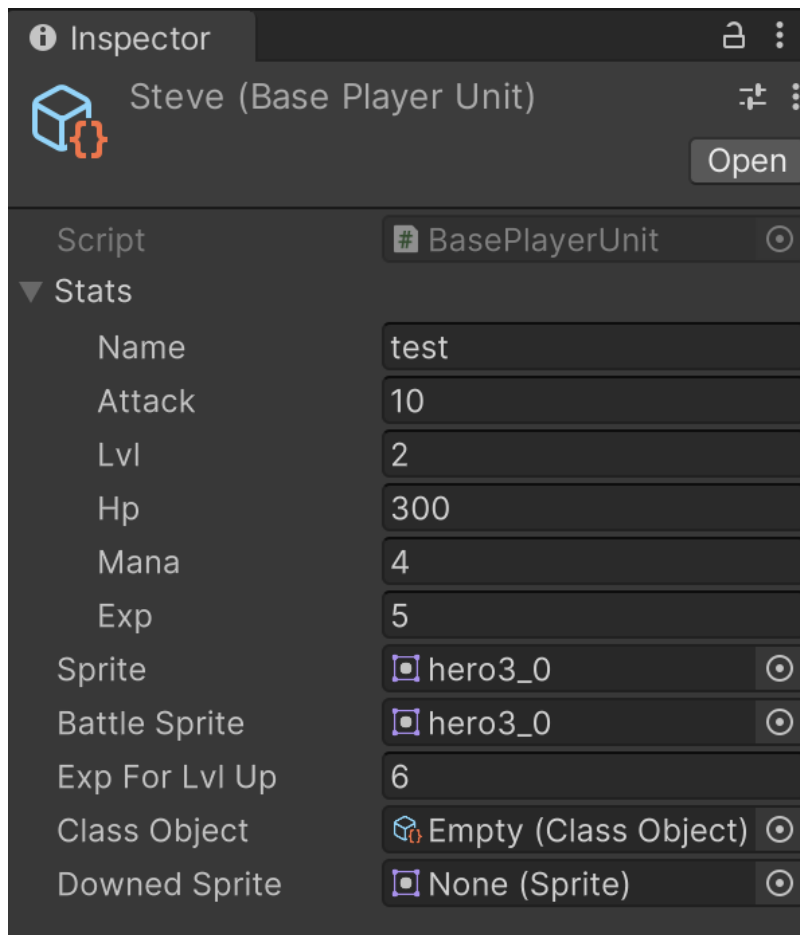 Inspector
Steve (Base Player Unit)
Open
Script # BasePlayerUnit
Stats
Name test
Attack 10
Lvl 2
Hp 300
Mana 4
Exp 5
Sprite hero3_0
Battle Sprite hero3_0
Exp For Lvl Up 6
Class Object Empty (Class Object)
Downed Sprite None (Sprite)